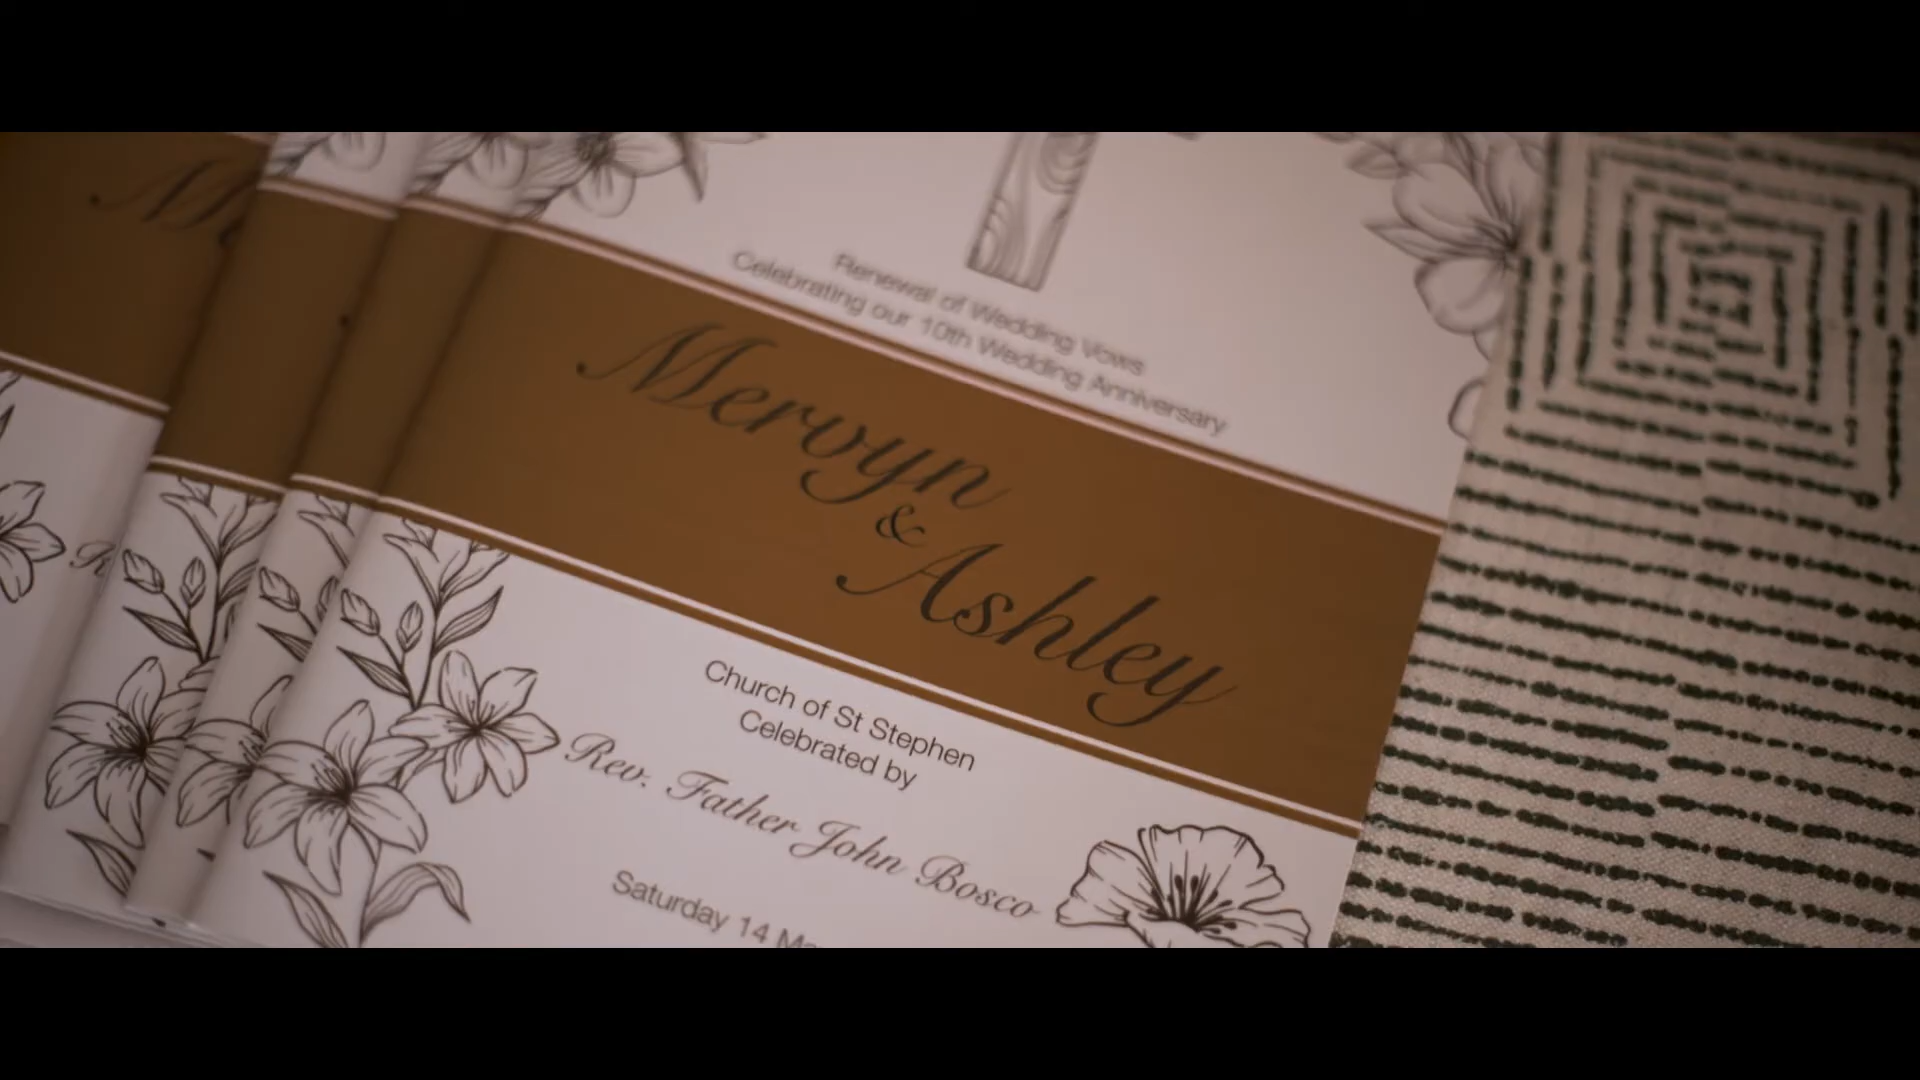 Renewal of Wedding Vows
Celebrating our 10th Wedding Anniversary
Mervyn
&
Ashley
Church of St Stephen
Celebrated by
Rev. Father John Bosco
Saturday 14